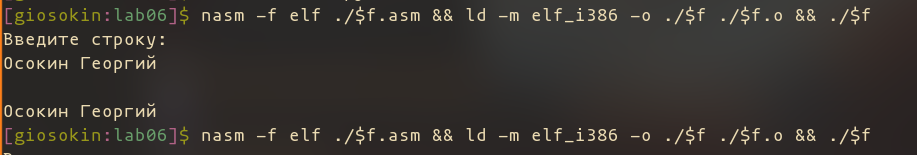 [giosokin:lab06]$ nasm -f elf ./$f.asm && ld -m elf_i386 -o ./$f ./$f.o && ./$f
Введите строку:
Осокин Георгий
Осокин Георгий
[giosokin:lab06]$ nasm -f elf ./$f.asm && ld -m elf_i386 -o ./$f ./$f.o && ./$f